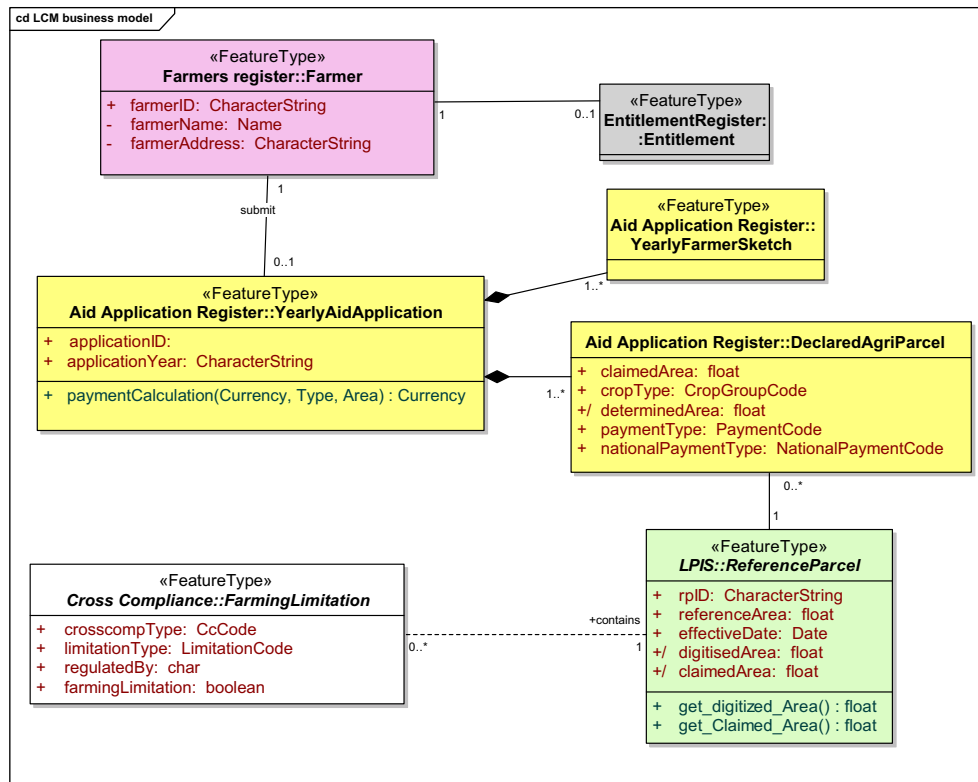 cd LCM business model
«FeatureType»
Farmers register::Farmer
+ farmerID: CharacterString
- farmerName: Name
- farmerAddress: CharacterString
1
0..1
«FeatureType»
EntitlementRegister:
:Entitlement
1
submit
0..1
«FeatureType»
Aid Application Register::
YearlyFarmerSketch
1..*
«FeatureType»
Aid Application Register::YearlyAidApplication
+ applicationID:
+ applicationYear: CharacterString
+ paymentCalculation(Currency, Type, Area) : Currency
1..*
Aid Application Register::DeclaredAgriParcel
+ claimedArea: float
+ cropType: CropGroupCode
+/ determinedArea: float
+ paymentType: PaymentCode
+ nationalPaymentType: NationalPaymentCode
0..*
1
«FeatureType»
LPIS::ReferenceParcel
+ rpID: CharacterString
+ referenceArea: float
+ effectiveDate: Date
+/ digitisedArea: float
+/ claimedArea: float
+ get_digitized_Area() : float
+ get_Claimed_Area() : float
«FeatureType»
Cross Compliance::FarmingLimitation
+ crosscompType: CcCode
+ limitationType: LimitationCode
+ regulatedBy: char
+ farmingLimitation: boolean
0..*
+contains
1